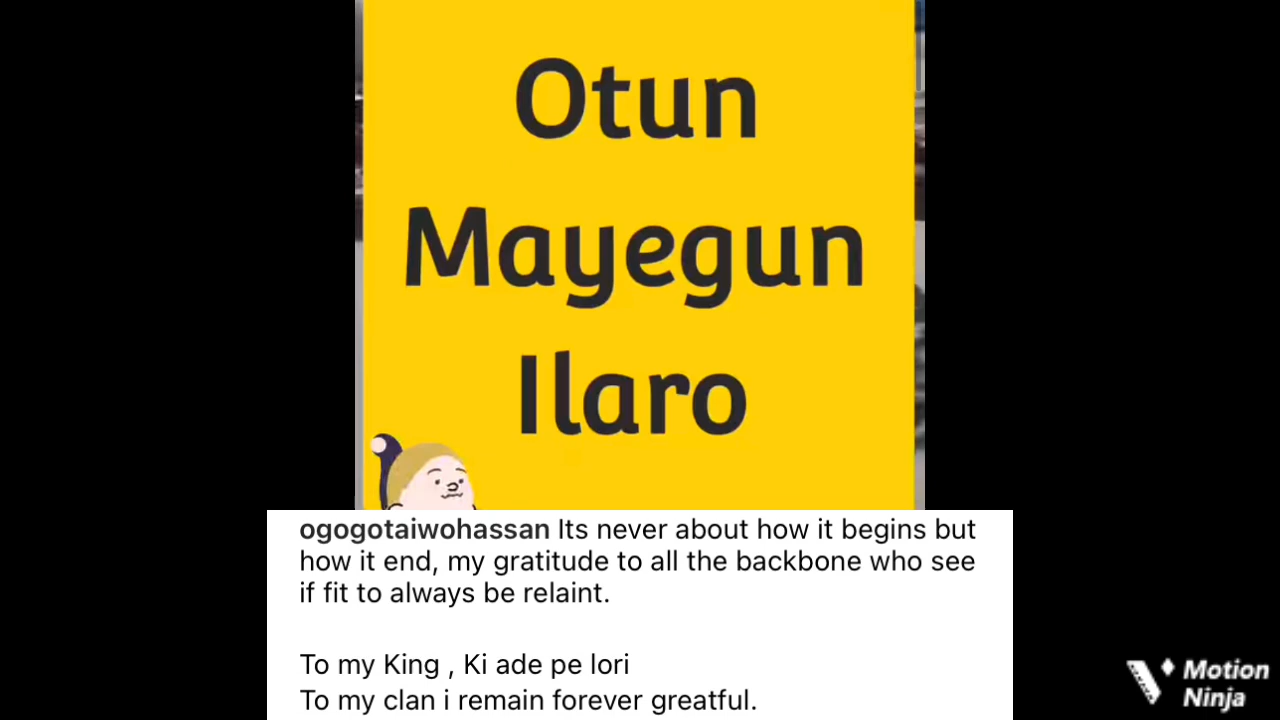 Otun
Mayegun
Ilaro
ogogotaiwohassan Its never about how it begins but
how it end, my gratitude to all the backbone who see
if fit to always be relaint.
To my King , Ki ade pe lori
To my clan i remain forever greatful.
Motion
Ninja